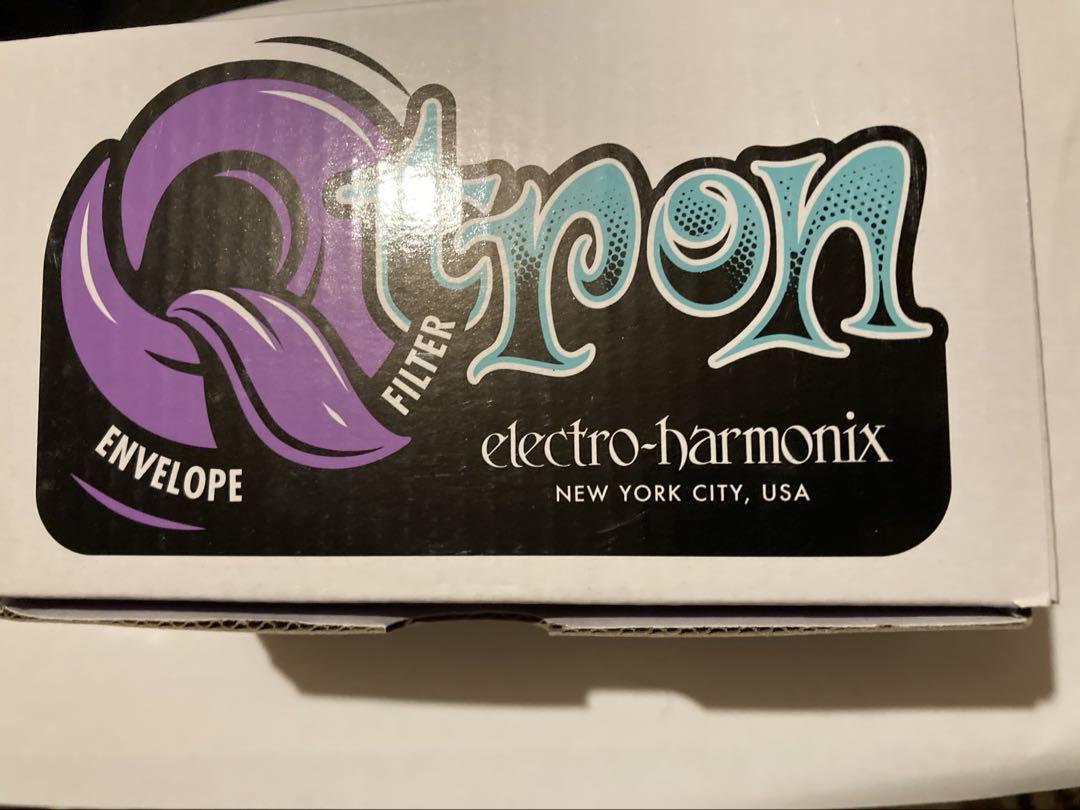 Qtron
ENVELOPE
FILTER
electro-harmonix
NEW YORK CITY, USA